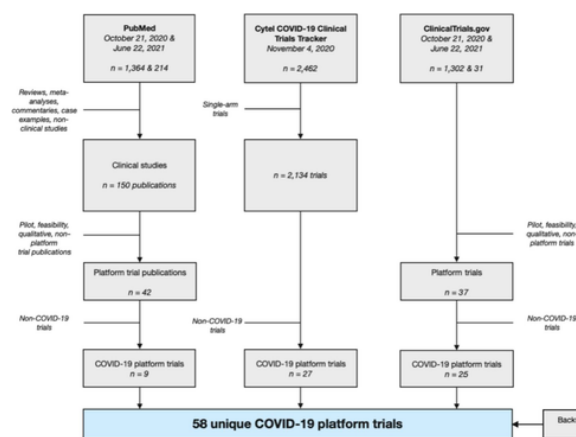 PubMed
October 21, 2020 &
June 22, 2021
n = 1,364 & 214
Cytel COVID-19 Clinical
Trials Tracker
November 4, 2020
n = 2,462
ClinicalTrials.gov
October 21, 2020 &
June 22, 2021
n = 1,302 & 31
Reviews, meta-
analyses,
commentaries, case
examples, non-
clinical studies
Single-arm
trials
Clinical studies
n = 150 publications
n = 2,134 trials
Pilot, feasibility,
qualitative, non-
platform
trial publications
Pilot, feasibility,
qualitative, non-
platform trials
Platform trial publications
n = 42
Platform trials
n = 37
Non-COVID-19
trials
Non-COVID-19
trials
Non-COVID-19
trials
COVID-19 platform trials
n = 9
COVID-19 platform trials
n = 27
COVID-19 platform trials
n = 25
58 unique COVID-19 platform trials
Backs